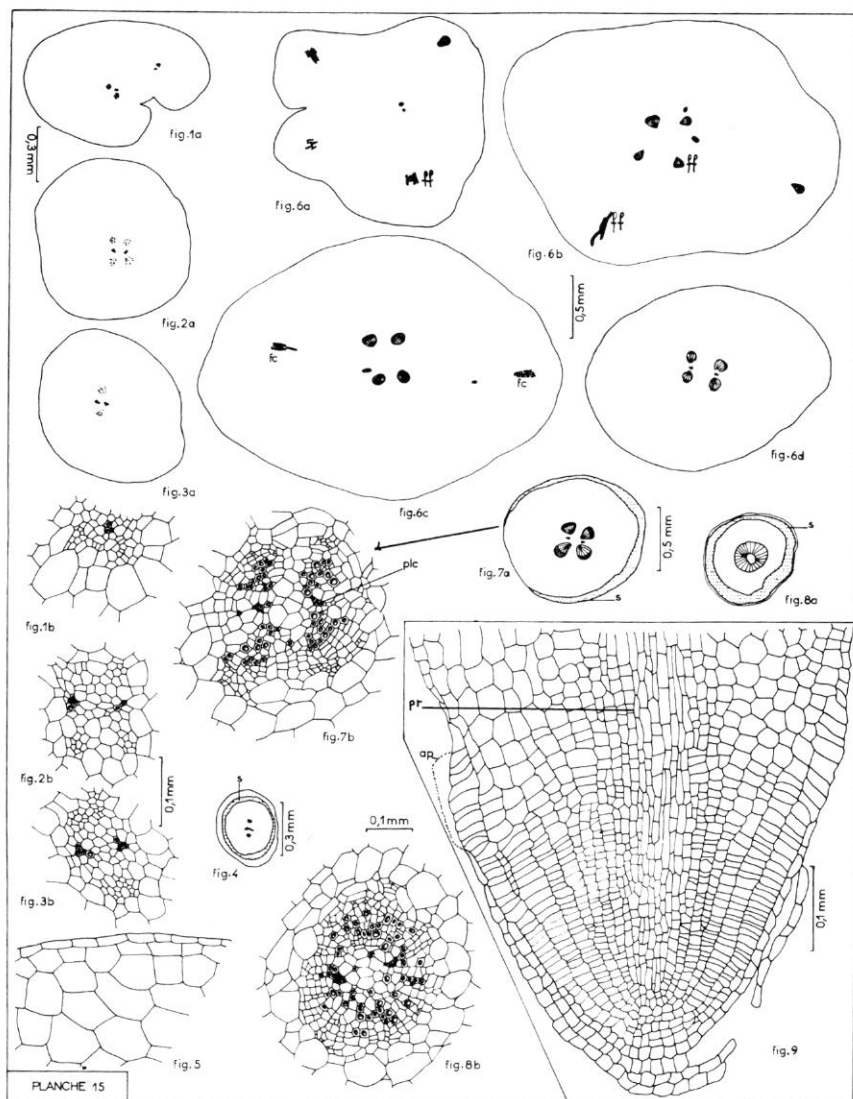 fig.1a
0,3 mm
fig.2a
fig.3a
ff
fig.6a
ff
ff
fig.6b
0,5 mm
fc
fc
fig.6c
fig.6d
fig.1b
plc
fig.7b
s
fig.7a
0,5 mm
s
fig.8a
fig.2b
0,1 mm
fig.3b
s
0,3 mm
fig.4
0,1 mm
pr
ap
0,1 mm
fig.5
fig.8b
fig.9
PLANCHE 15